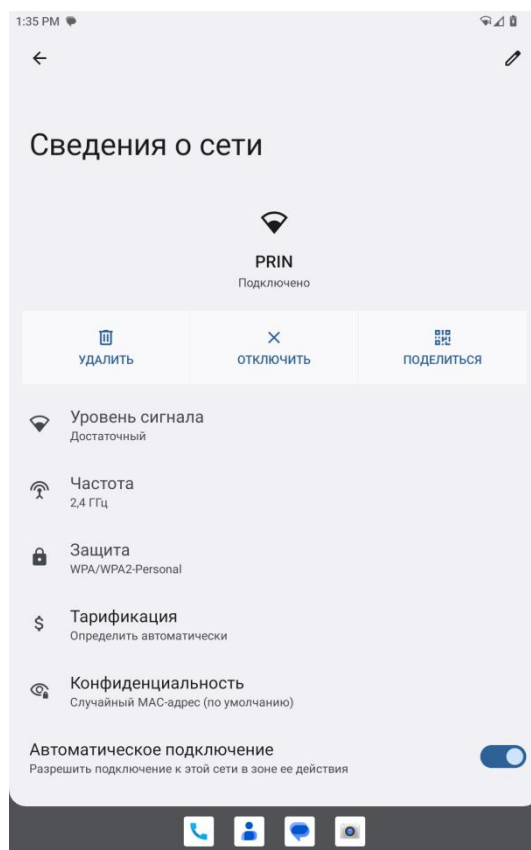 1:35 PM
Сведения о сети
PRIN
Подключено
УДАЛИТЬ
ОТКЛЮЧИТЬ
ПОДЕЛИТЬСЯ
Уровень сигнала
Достаточный
Частота
2,4 ГГц
Защита
WPA/WPA2-Personal
$
Тарификация
Определить автоматически
Конфиденциальность
Случайный MAC-адрес (по умолчанию)
Автоматическое подключение
Разрешить подключение к этой сети в зоне ее действия